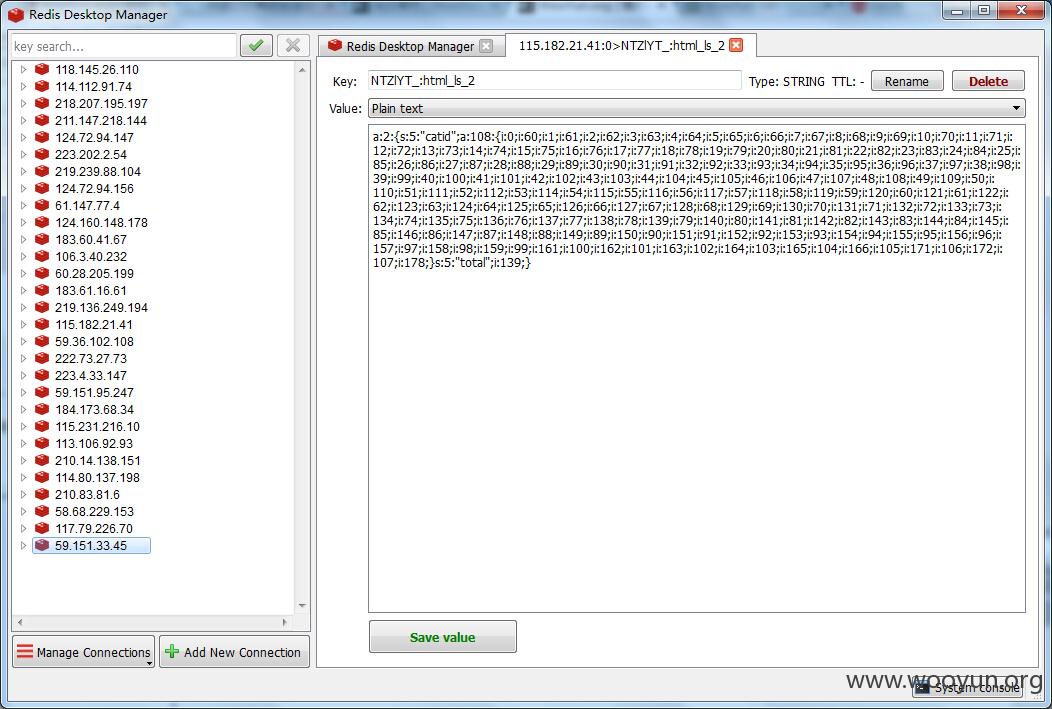 Redis Desktop Manager
key search...
118.145.26.110
114.112.91.74
218.207.195.197
211.147.218.144
124.72.94.147
223.202.2.54
219.239.88.104
124.72.94.156
61.147.77.4
124.160.148.178
183.60.41.67
106.3.40.232
60.28.205.199
183.61.16.61
219.136.249.194
115.182.21.41
59.36.102.108
222.73.27.73
223.4.33.147
59.151.95.247
184.173.68.34
115.231.216.10
113.106.92.93
210.14.138.151
114.80.137.198
210.83.81.6
58.68.229.153
117.79.226.70
59.151.33.45
Manage Connections
Add New Connection
Redis Desktop Manager
115.182.21.41:0>NTZlYT_:html_ls_2
Key: NTZlYT_:html_ls_2 Type: STRING TTL: - Rename Delete
Value: Plain text
a:2:{s:5:"catid";a:108:{i:0;i:60;i:1;i:61;i:2;i:62;i:3;i:63;i:4;i:64;i:5;i:65;i:6;i:66;i:7;i:67;i:8;i:68;i:9;i:69;i:10;i:70;i:11;i:71;i:
12;i:72;i:13;i:73;i:14;i:74;i:15;i:75;i:16;i:76;i:17;i:77;i:18;i:78;i:19;i:79;i:20;i:80;i:21;i:81;i:22;i:82;i:23;i:83;i:24;i:84;i:25;i:
85;i:26;i:86;i:27;i:87;i:28;i:88;i:29;i:89;i:30;i:90;i:31;i:91;i:32;i:92;i:33;i:93;i:34;i:94;i:35;i:95;i:36;i:96;i:37;i:97;i:38;i:98;i:
39;i:99;i:40;i:100;i:41;i:101;i:42;i:102;i:43;i:103;i:44;i:104;i:45;i:105;i:46;i:106;i:47;i:107;i:48;i:108;i:49;i:109;i:50;i:
110;i:51;i:111;i:52;i:112;i:53;i:113;i:54;i:114;i:55;i:115;i:56;i:116;i:57;i:117;i:58;i:118;i:59;i:119;i:60;i:120;i:61;i:121;i:61;i:122;i:
62;i:123;i:63;i:124;i:64;i:125;i:65;i:126;i:66;i:127;i:67;i:128;i:68;i:129;i:69;i:130;i:70;i:131;i:71;i:132;i:72;i:133;i:73;i:
134;i:74;i:135;i:75;i:136;i:76;i:137;i:77;i:138;i:78;i:139;i:79;i:140;i:80;i:141;i:81;i:142;i:82;i:143;i:83;i:144;i:84;i:145;i:
85;i:146;i:86;i:147;i:87;i:148;i:88;i:149;i:89;i:150;i:90;i:151;i:91;i:152;i:92;i:153;i:93;i:154;i:94;i:155;i:95;i:156;i:96;i:
157;i:97;i:158;i:98;i:159;i:99;i:161;i:100;i:162;i:101;i:163;i:102;i:164;i:103;i:165;i:104;i:166;i:105;i:171;i:106;i:172;i:
107;i:178;}s:5:"total";i:139;}
Save value
www.wooyun.org
System console